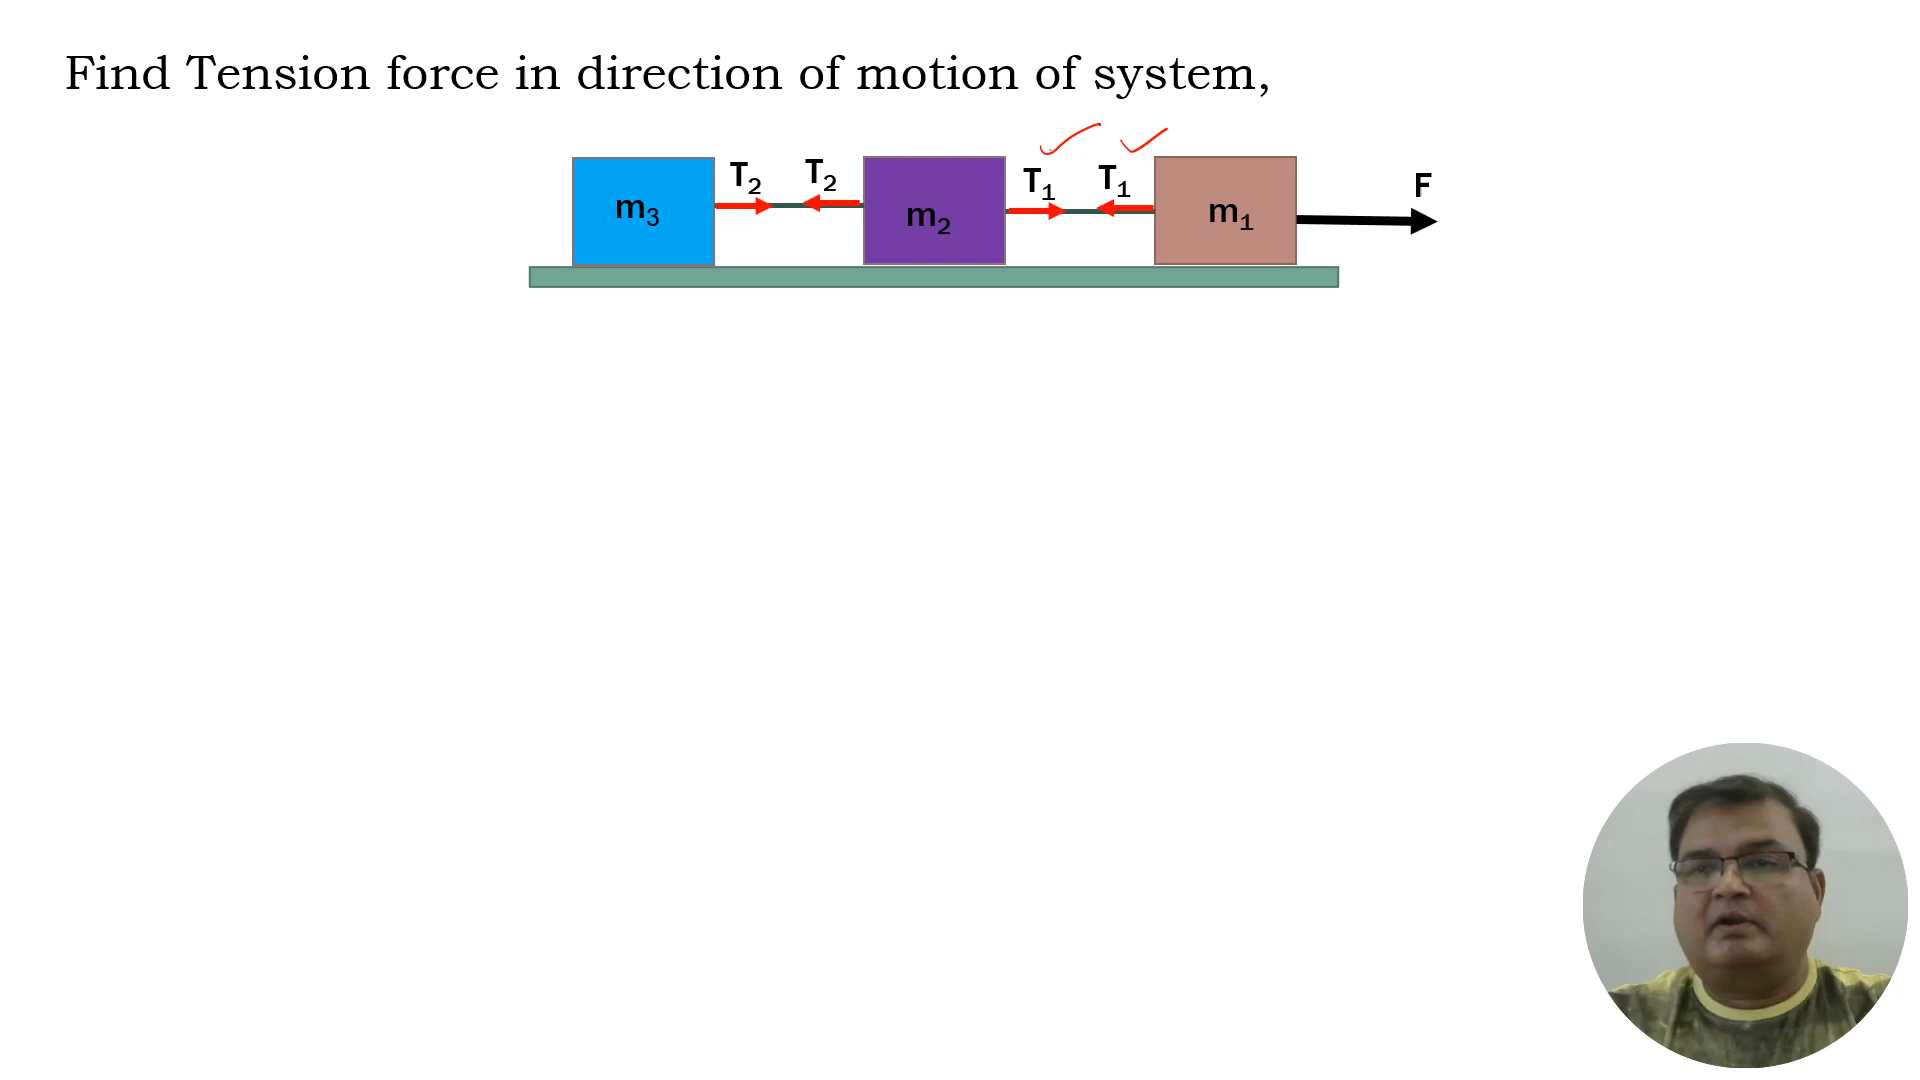 Find Tension force in direction of motion of system,
T₂ T₂ T₁ T₁ F
m₃ m₂ m₁